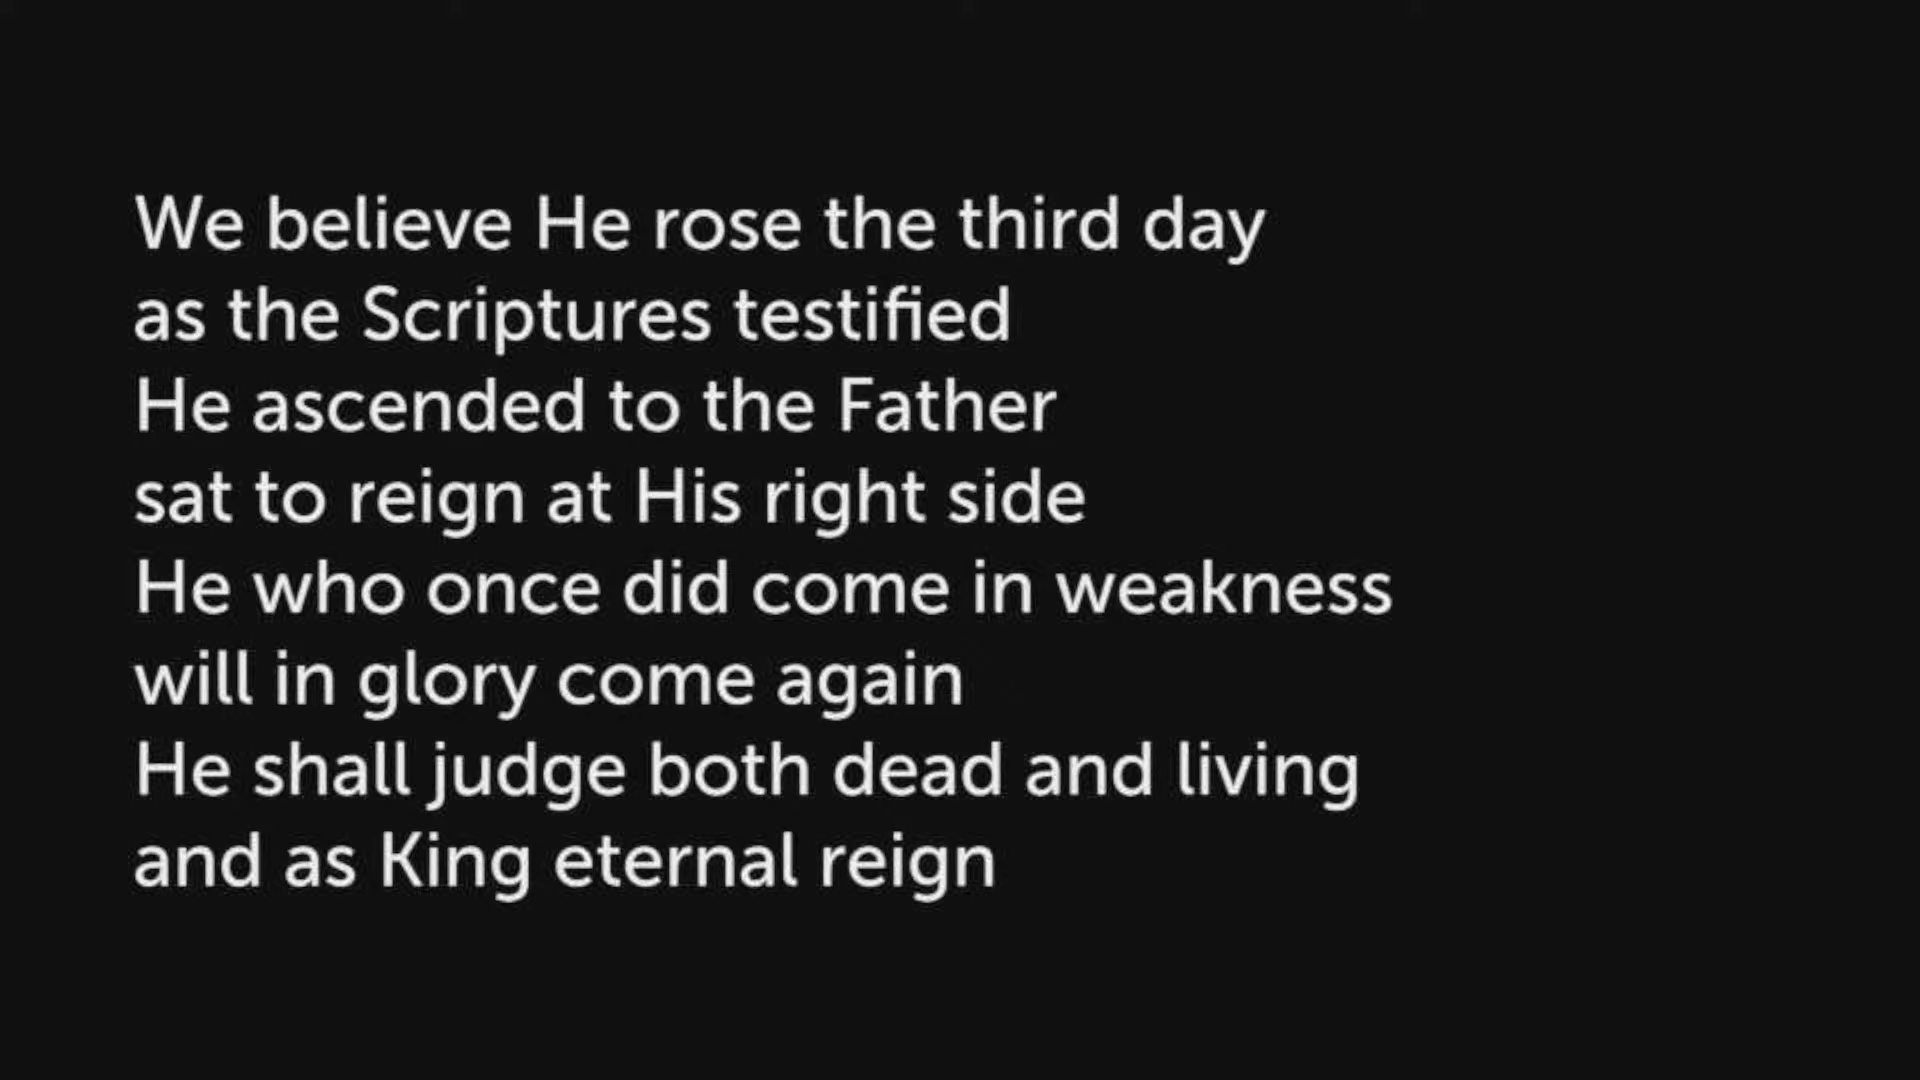 We believe He rose the third day
as the Scriptures testified
He ascended to the Father
sat to reign at His right side
He who once did come in weakness
will in glory come again
He shall judge both dead and living
and as King eternal reign